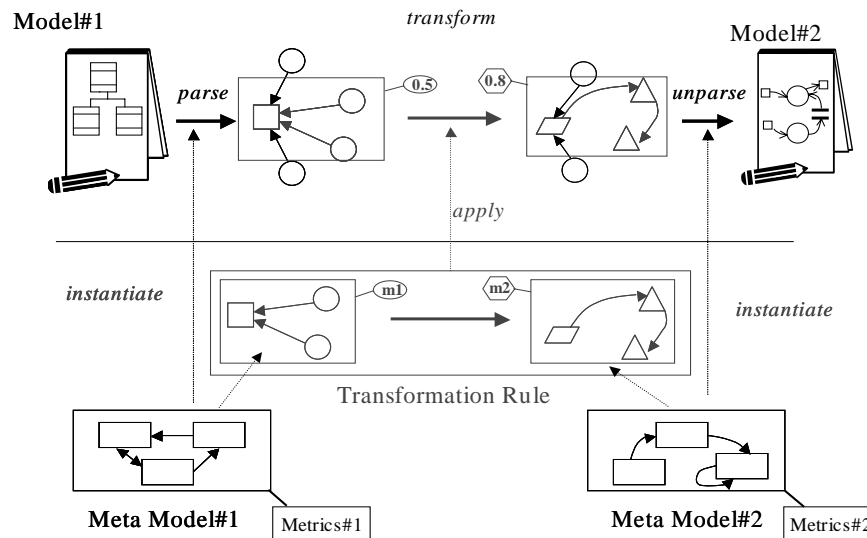 Model#1
transform
Model#2
parse
0.5
0.8
unparse
apply
instantiate
m1
m2
instantiate
Transformation Rule
Meta Model#1
Metrics#1
Meta Model#2
Metrics#2